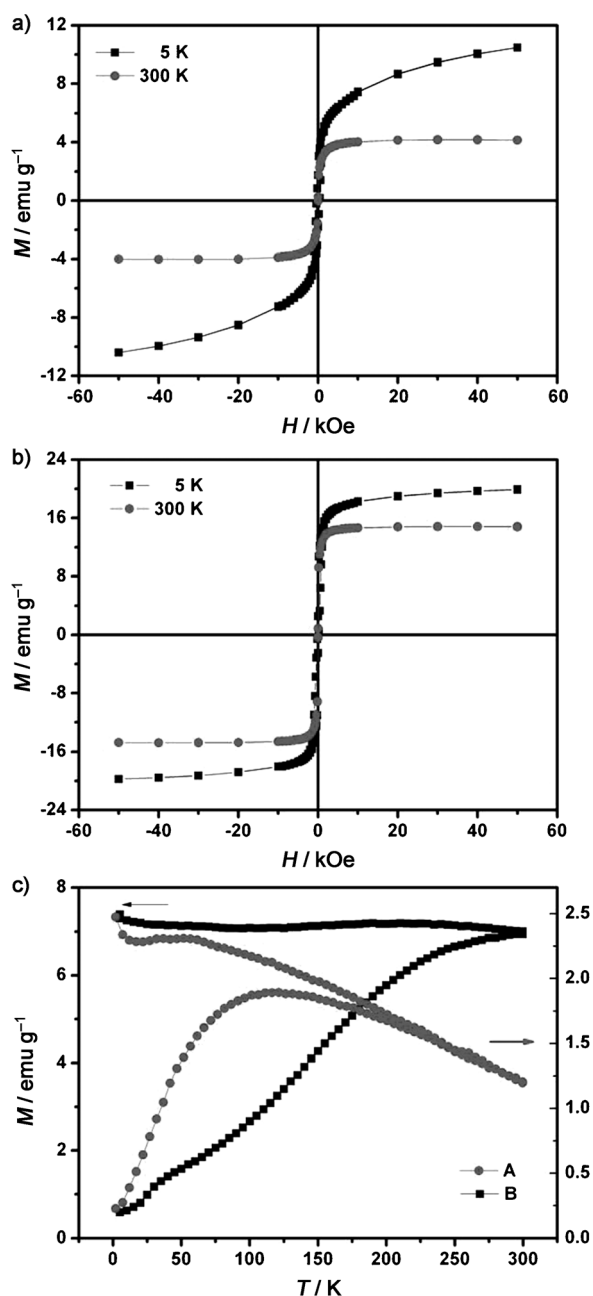 a)
12
8
4
0
-4
-8
-12
5 K
300 K
M / emu g⁻¹
-60 -40 -20 0 20 40 60
H / kOe
b)
24
16
8
0
-8
-16
-24
5 K
300 K
M / emu g⁻¹
-60 -40 -20 0 20 40 60
H / kOe
c)
8
6
4
2
0
2.5
2.0
1.5
1.0
0.5
0.0
M / emu g⁻¹
A
B
0 50 100 150 200 250 300
T / K